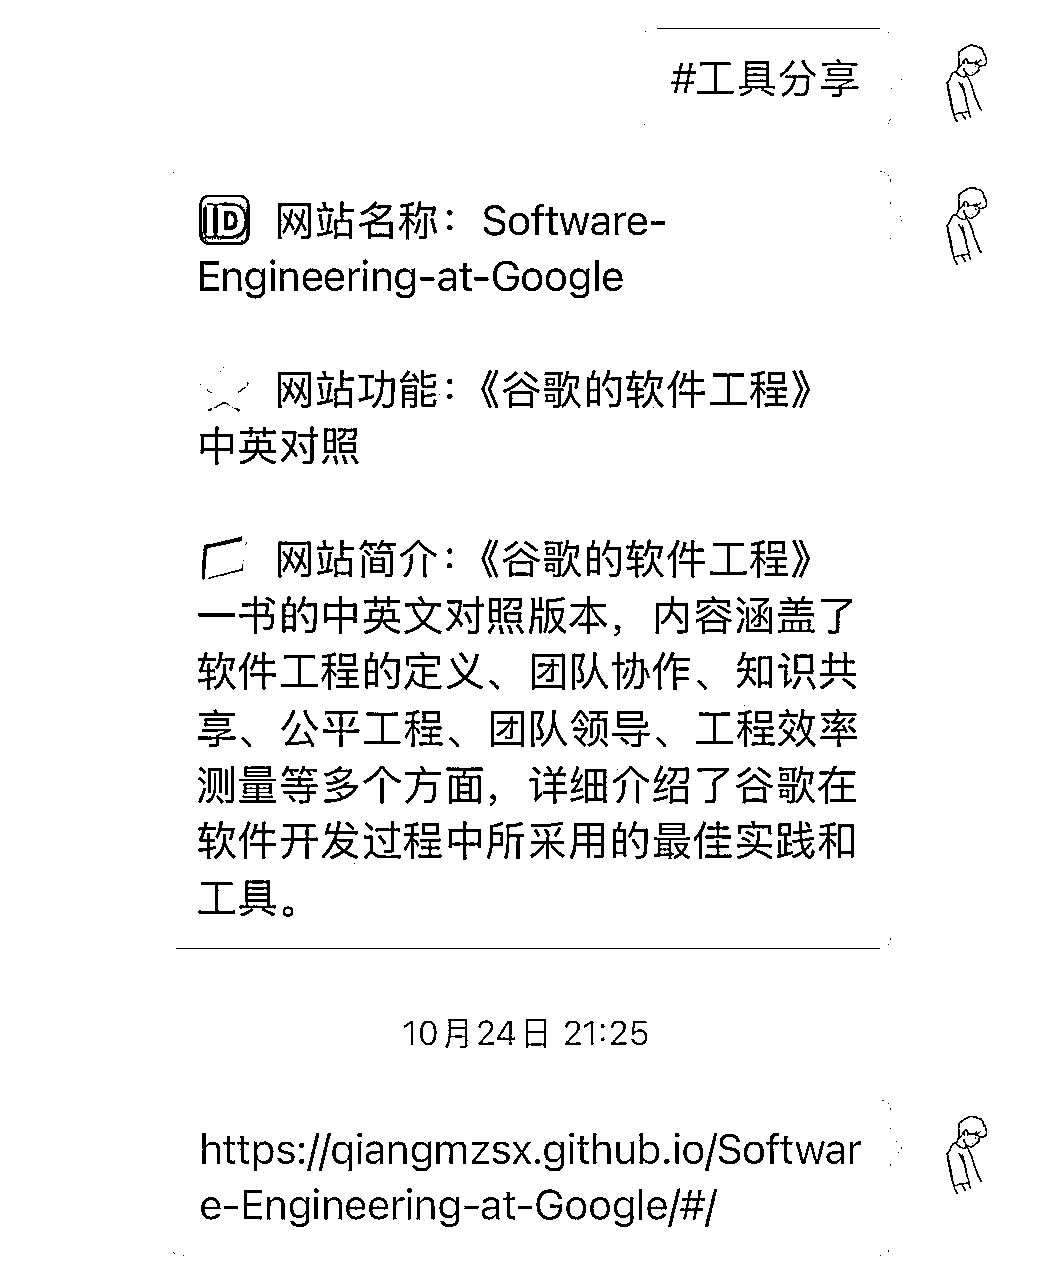 #工具分享
🆔 网站名称：Software-
Engineering-at-Google
网站功能：《谷歌的软件工程》
中英对照
网站简介：《谷歌的软件工程》
一书的中英文对照版本，内容涵盖了
软件工程的定义、团队协作、知识共
享、公平工程、团队领导、工程效率
测量等多个方面，详细介绍了谷歌在
软件开发过程中所采用的最佳实践和
工具。
10月24日 21:25
https://qiangmzsx.github.io/Softwar
e-Engineering-at-Google/#/